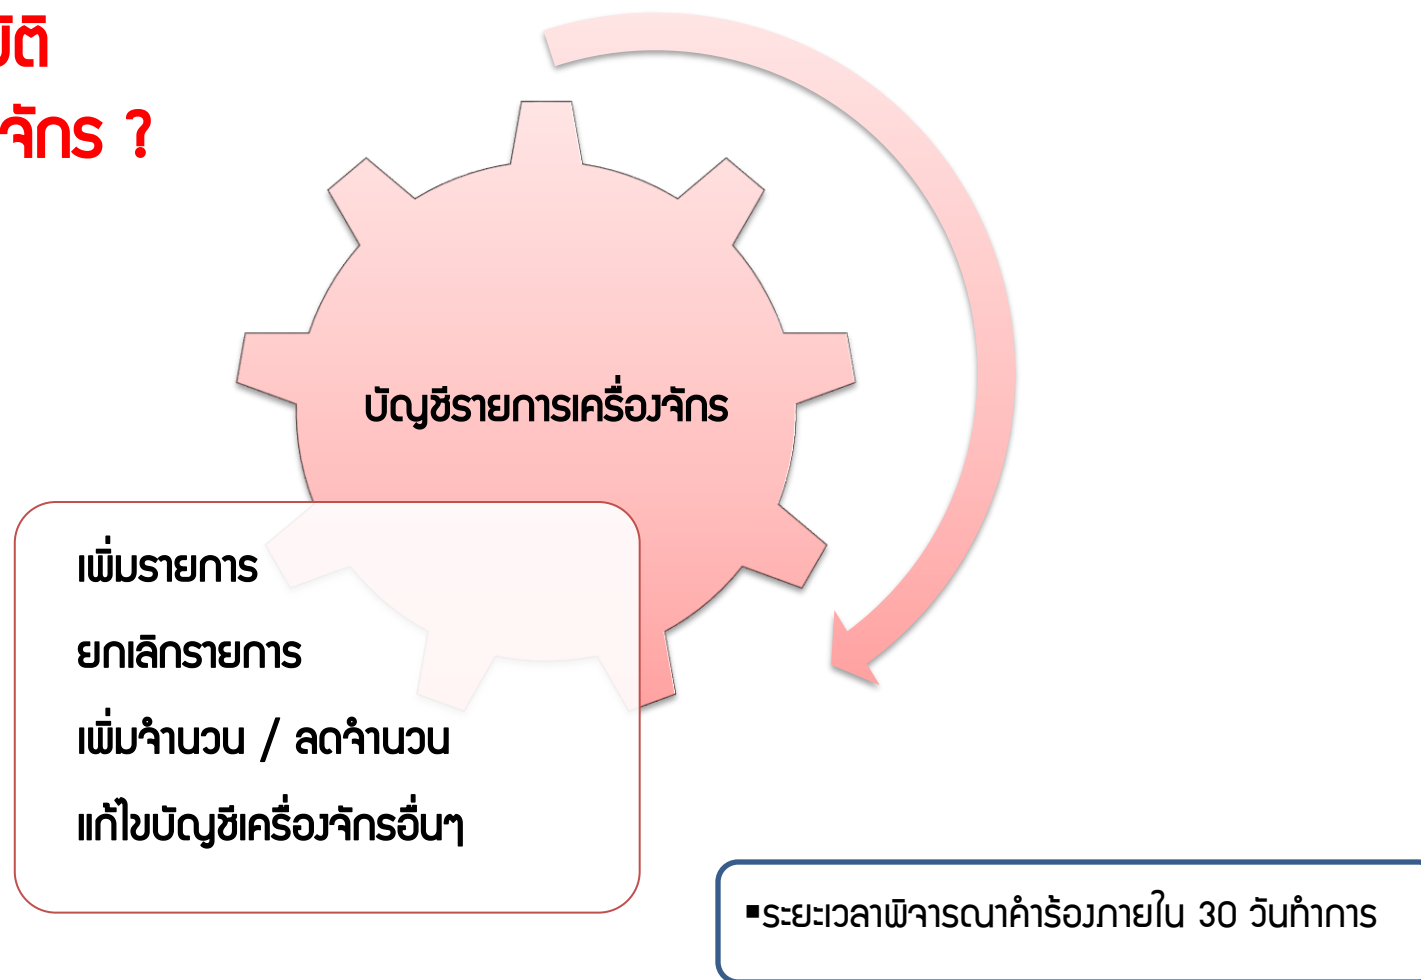 จักร ?
บัญชีรายการเครื่องจักร
เพิ่มรายการ
ยกเลิกรายการ
เพิ่มจำนวน / ลดจำนวน
แก้ไขบัญชีเครื่องจักรอื่นๆ
▪ระยะเวลาพิจารณาคำร้องภายใน 30 วันทำการ